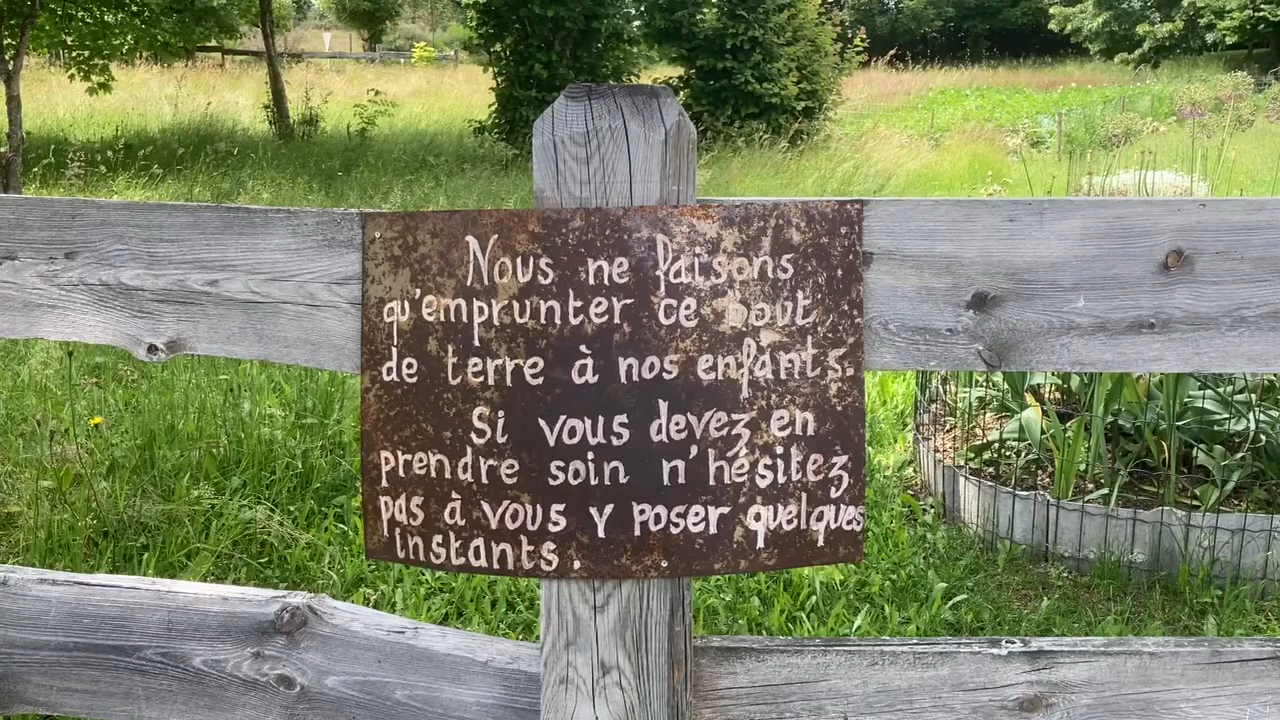 Nous ne faisons
qu'emprunter ce bout
de terre à nos enfants.
Si vous devez en
prendre soin n'hésitez
pas à vous y poser quelques
instants.